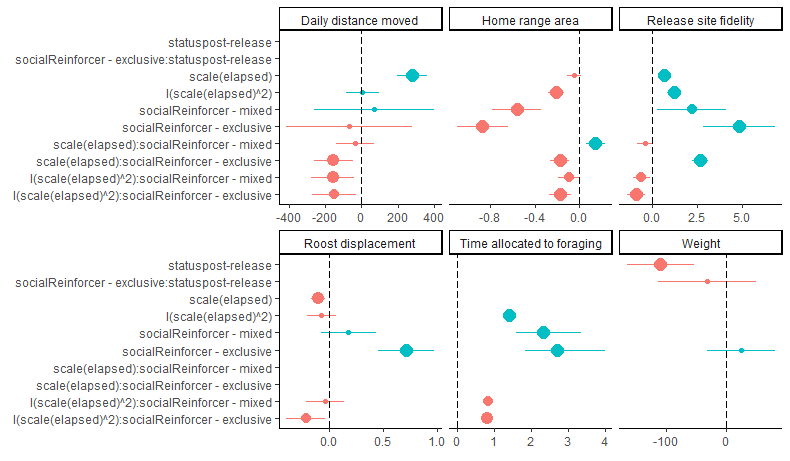 Daily distance moved Home range area Release site fidelity
statuspost-release
socialReinforcer - exclusive:statuspost-release
scale(elapsed)
I(scale(elapsed)^2)
socialReinforcer - mixed
socialReinforcer - exclusive
scale(elapsed):socialReinforcer - mixed
scale(elapsed):socialReinforcer - exclusive
I(scale(elapsed)^2):socialReinforcer - mixed
I(scale(elapsed)^2):socialReinforcer - exclusive
-400 -200 0 200 400 -0.8 -0.4 0.0 0.0 5.0
Roost displacement Time allocated to foraging Weight
statuspost-release
socialReinforcer - exclusive:statuspost-release
scale(elapsed)
I(scale(elapsed)^2)
socialReinforcer - mixed
socialReinforcer - exclusive
scale(elapsed):socialReinforcer - mixed
scale(elapsed):socialReinforcer - exclusive
I(scale(elapsed)^2):socialReinforcer - mixed
I(scale(elapsed)^2):socialReinforcer - exclusive
0.0 0.5 1.0 0 1 2 3 4 -100 0